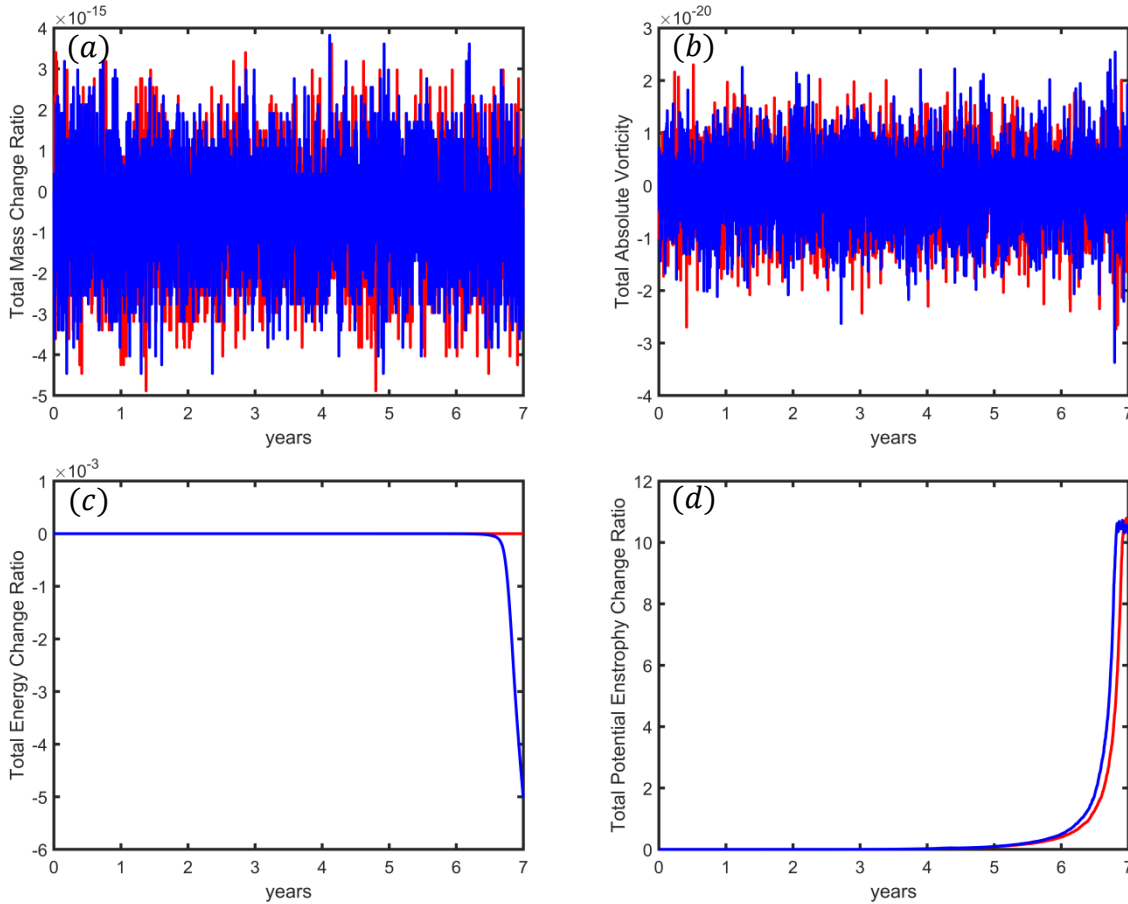 ×10⁻¹⁵
(a)
4
3
2
1
0
-1
-2
-3
-4
-5
Total Mass Change Ratio
0 1 2 3 4 5 6 7
years
×10⁻²⁰
(b)
3
2
1
0
-1
-2
-3
-4
Total Absolute Vorticity
0 1 2 3 4 5 6 7
years
×10⁻³
(c)
1
0
-1
-2
-3
-4
-5
-6
Total Energy Change Ratio
0 1 2 3 4 5 6 7
years
(d)
12
10
8
6
4
2
0
Total Potential Enstrophy Change Ratio
0 1 2 3 4 5 6 7
years